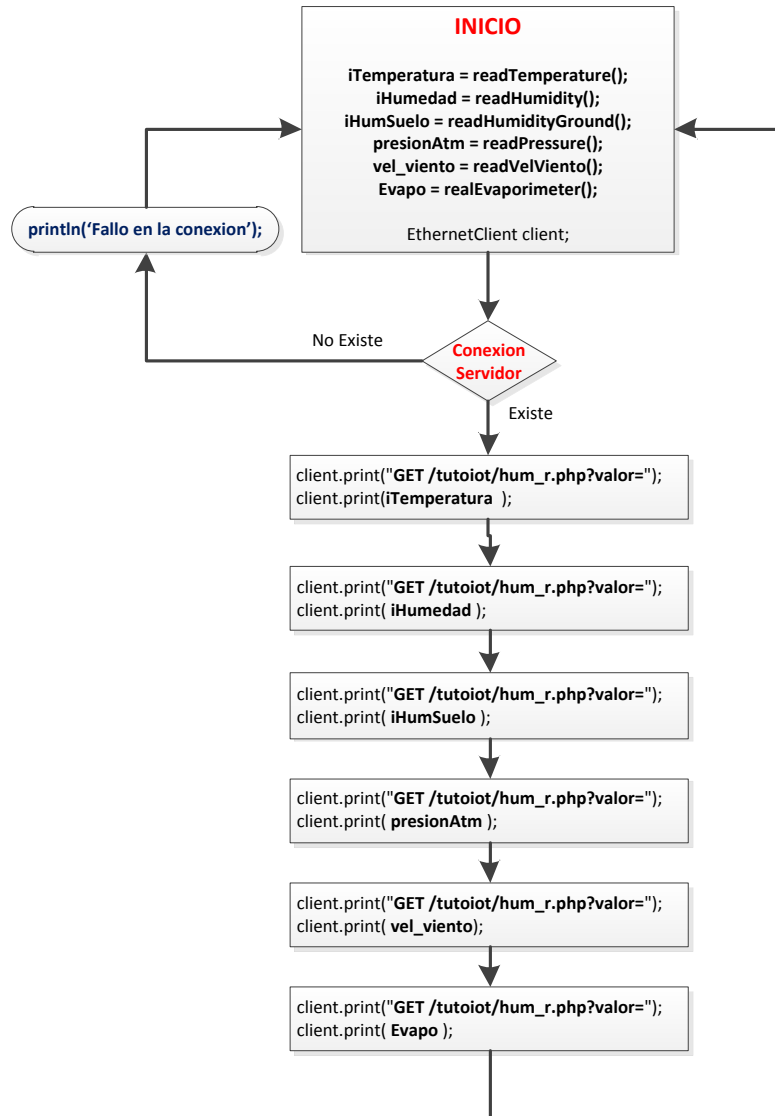 INICIO
iTemperatura = readTemperature();
iHumedad = readHumidity();
iHumSuelo = readHumidityGround();
presionAtm = readPressure();
vel_viento = readVelViento();
Evapo = realEvaporimeter();
EthernetClient client;
println(‘Fallo en la conexion’);
No Existe
Conexion
Servidor
Existe
client.print("GET /tutoiot/hum_r.php?valor=");
client.print(iTemperatura );
client.print("GET /tutoiot/hum_r.php?valor=");
client.print( iHumedad );
client.print("GET /tutoiot/hum_r.php?valor=");
client.print( iHumSuelo );
client.print("GET /tutoiot/hum_r.php?valor=");
client.print( presionAtm );
client.print("GET /tutoiot/hum_r.php?valor=");
client.print( vel_viento);
client.print("GET /tutoiot/hum_r.php?valor=");
client.print( Evapo );